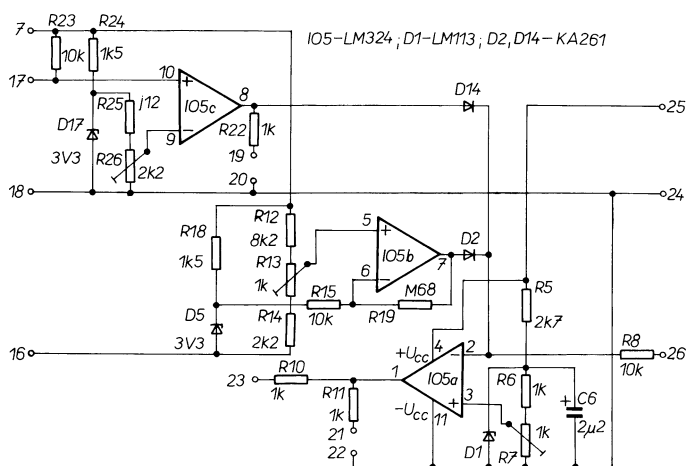 7 R23 R24
IO5-LM324; D1-LM113; D2, D14-KA261
10k 1k5
17 10 8 D14
R25 j12 IO5c
R22 1k 25
D17 9
3V3 R26 19
2k2 20
18 24
R18 R12 5
8k2
1k5 R13 IO5b D2
1k 6 7
R15 M68 R5
D5 R14 10k R19 2k7
3V3 2k2 +Ucc 4 2 R8
16 26
R10 1 IO5a R6 10k
23
1k R11 3 1k C6
1k -Ucc +
21 11 1k 2µ2
22 D1 R7